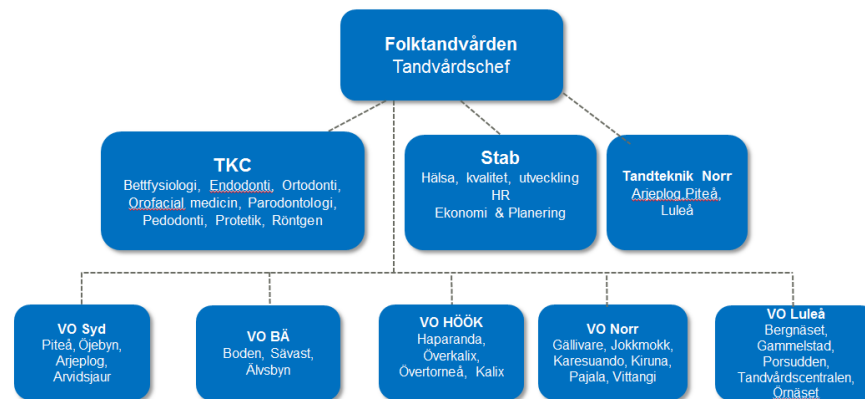 Folktandvården
Tandvårdschef
TKC
Bettfysiologi, Endodonti, Ortodonti,
Orofacial medicin, Parodontologi,
Pedodonti, Protetik, Röntgen
Stab
Hälsa, kvalitet, utveckling
HR
Ekonomi & Planering
Tandteknik Norr
Arjeplog,Piteå,
Luleå
VO Syd
Piteå, Öjebyn,
Arjeplog,
Arvidsjaur
VO BÄ
Boden, Sävast,
Älvsbyn
VO HÖÖK
Haparanda,
Överkalix,
Övertorneå, Kalix
VO Norr
Gällivare, Jokkmokk,
Karesuando, Kiruna,
Pajala, Vittangi
VO Luleå
Bergnäset,
Gammelstad,
Porsudden,
Tandvårdscentralen,
Örnäset